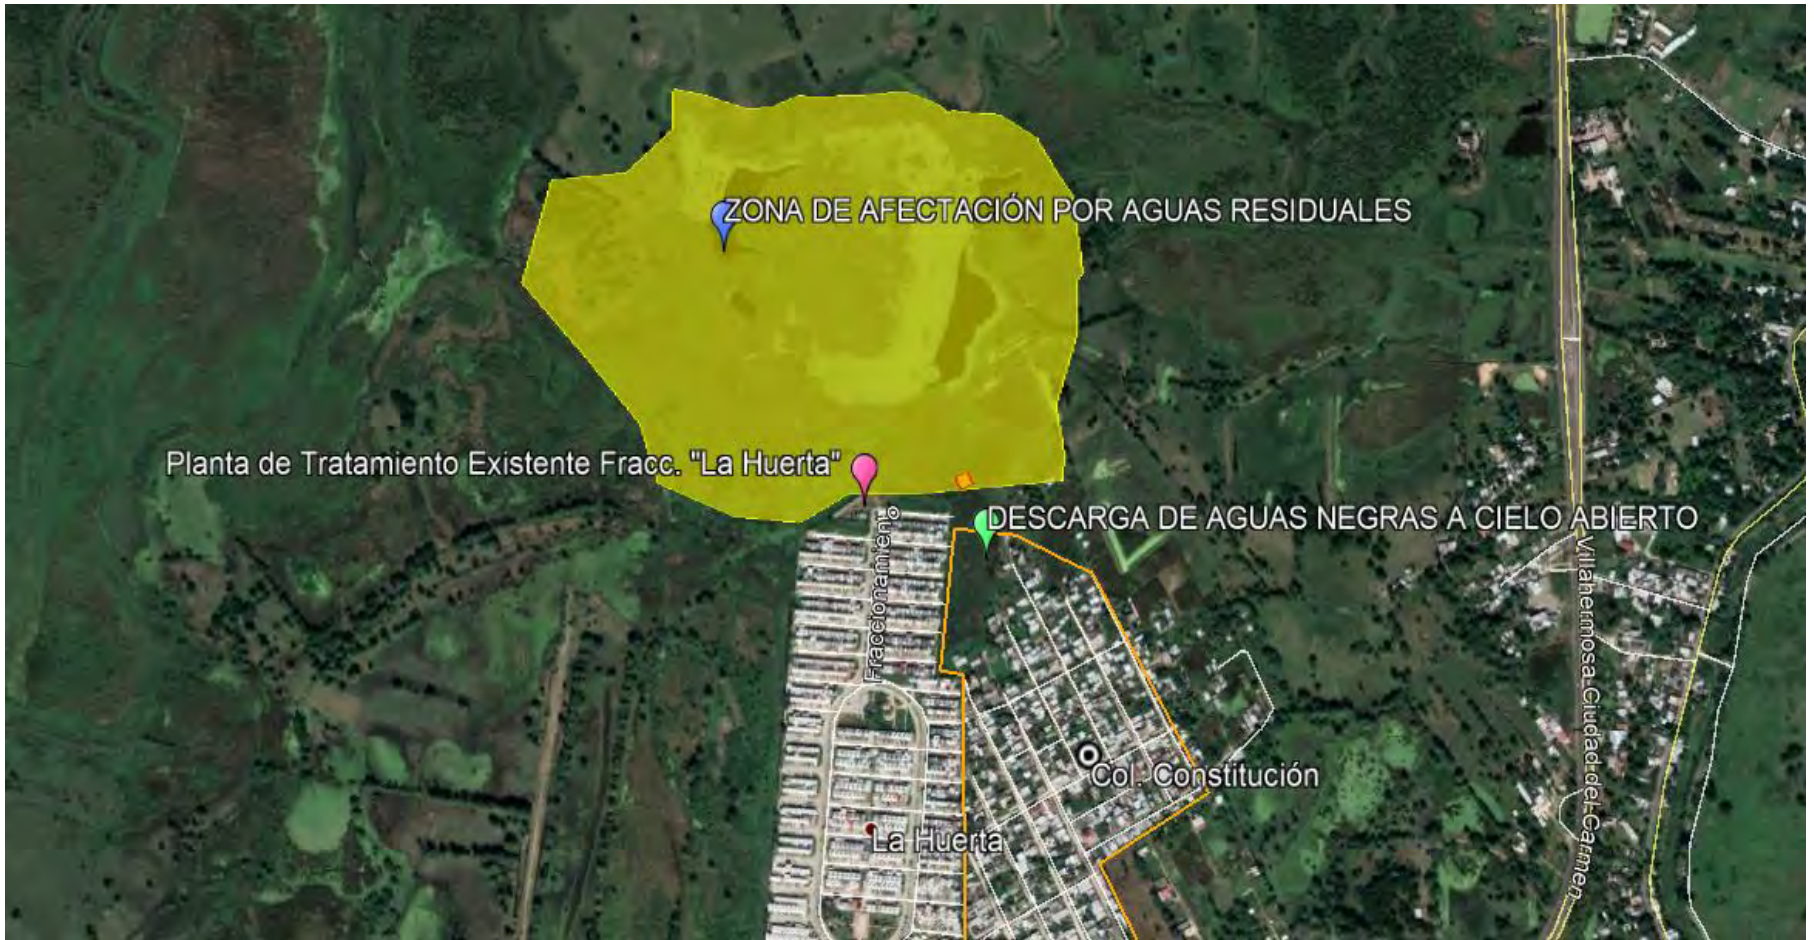 ZONA DE AFECTACIÓN POR AGUAS RESIDUALES
Planta de Tratamiento Existente Fracc. "La Huerta"
DESCARGA DE AGUAS NEGRAS A CIELO ABIERTO
Fraccionamiento
Villahermosa-Ciudad del Carmen
Col. Constitución
La Huerta